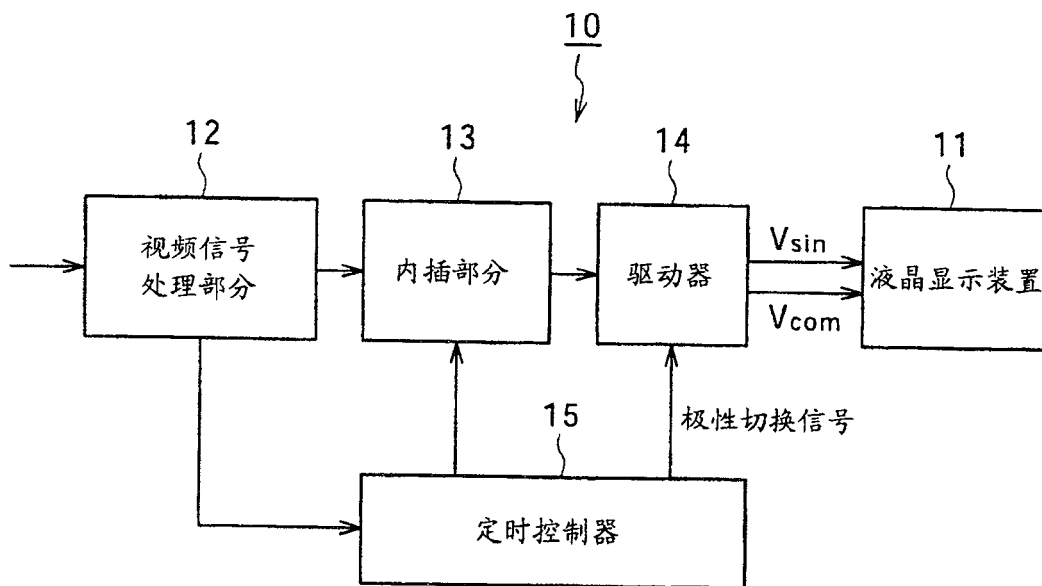 10
12
13
14
11
视频信号
处理部分
内插部分
驱动器
Vsin
Vcom
液晶显示装置
15
极性切换信号
定时控制器